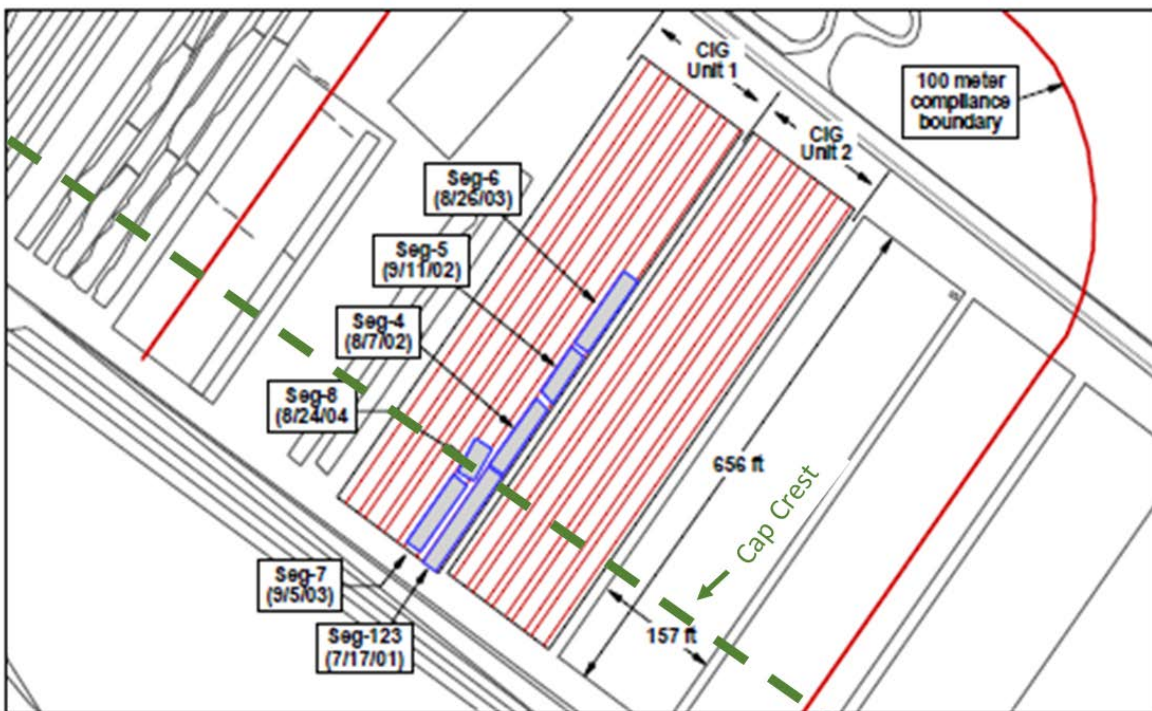 CIG
Unit 1
CIG
Unit 2
100 meter
compliance
boundary
Seg-6
(8/26/03)
Seg-5
(9/11/02)
Seg-4
(8/7/02)
Seg-8
(8/24/04
656 ft
Cap Crest
157 ft
Seg-7
(9/5/03)
Seg-123
(7/17/01)